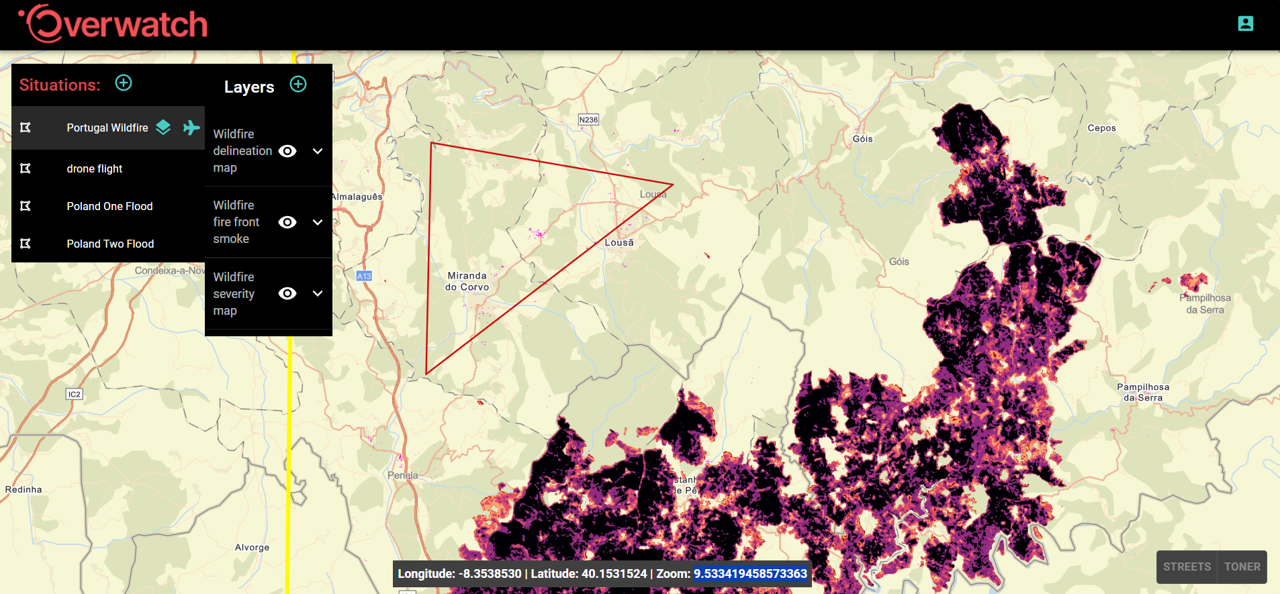 Overwatch
Situations:
Layers
Portugal Wildfire
drone flight
Poland One Flood
Poland Two Flood
Wildfire
delineation
map
Wildfire
fire front
smoke
Wildfire
severity
map
N236
Góis
Cepos
Almalaguês
Lousã
Lousã
Góis
Condeixa-a-Nov
A13
Miranda
do Corvo
Pampilhosa
da Serra
IC2
Pampilhosa
da Serra
Penela
Redinha
Alvorge
Longitude: -8.3538530 | Latitude: 40.1531524 | Zoom: 9.533419458573363
STREETS
TONER